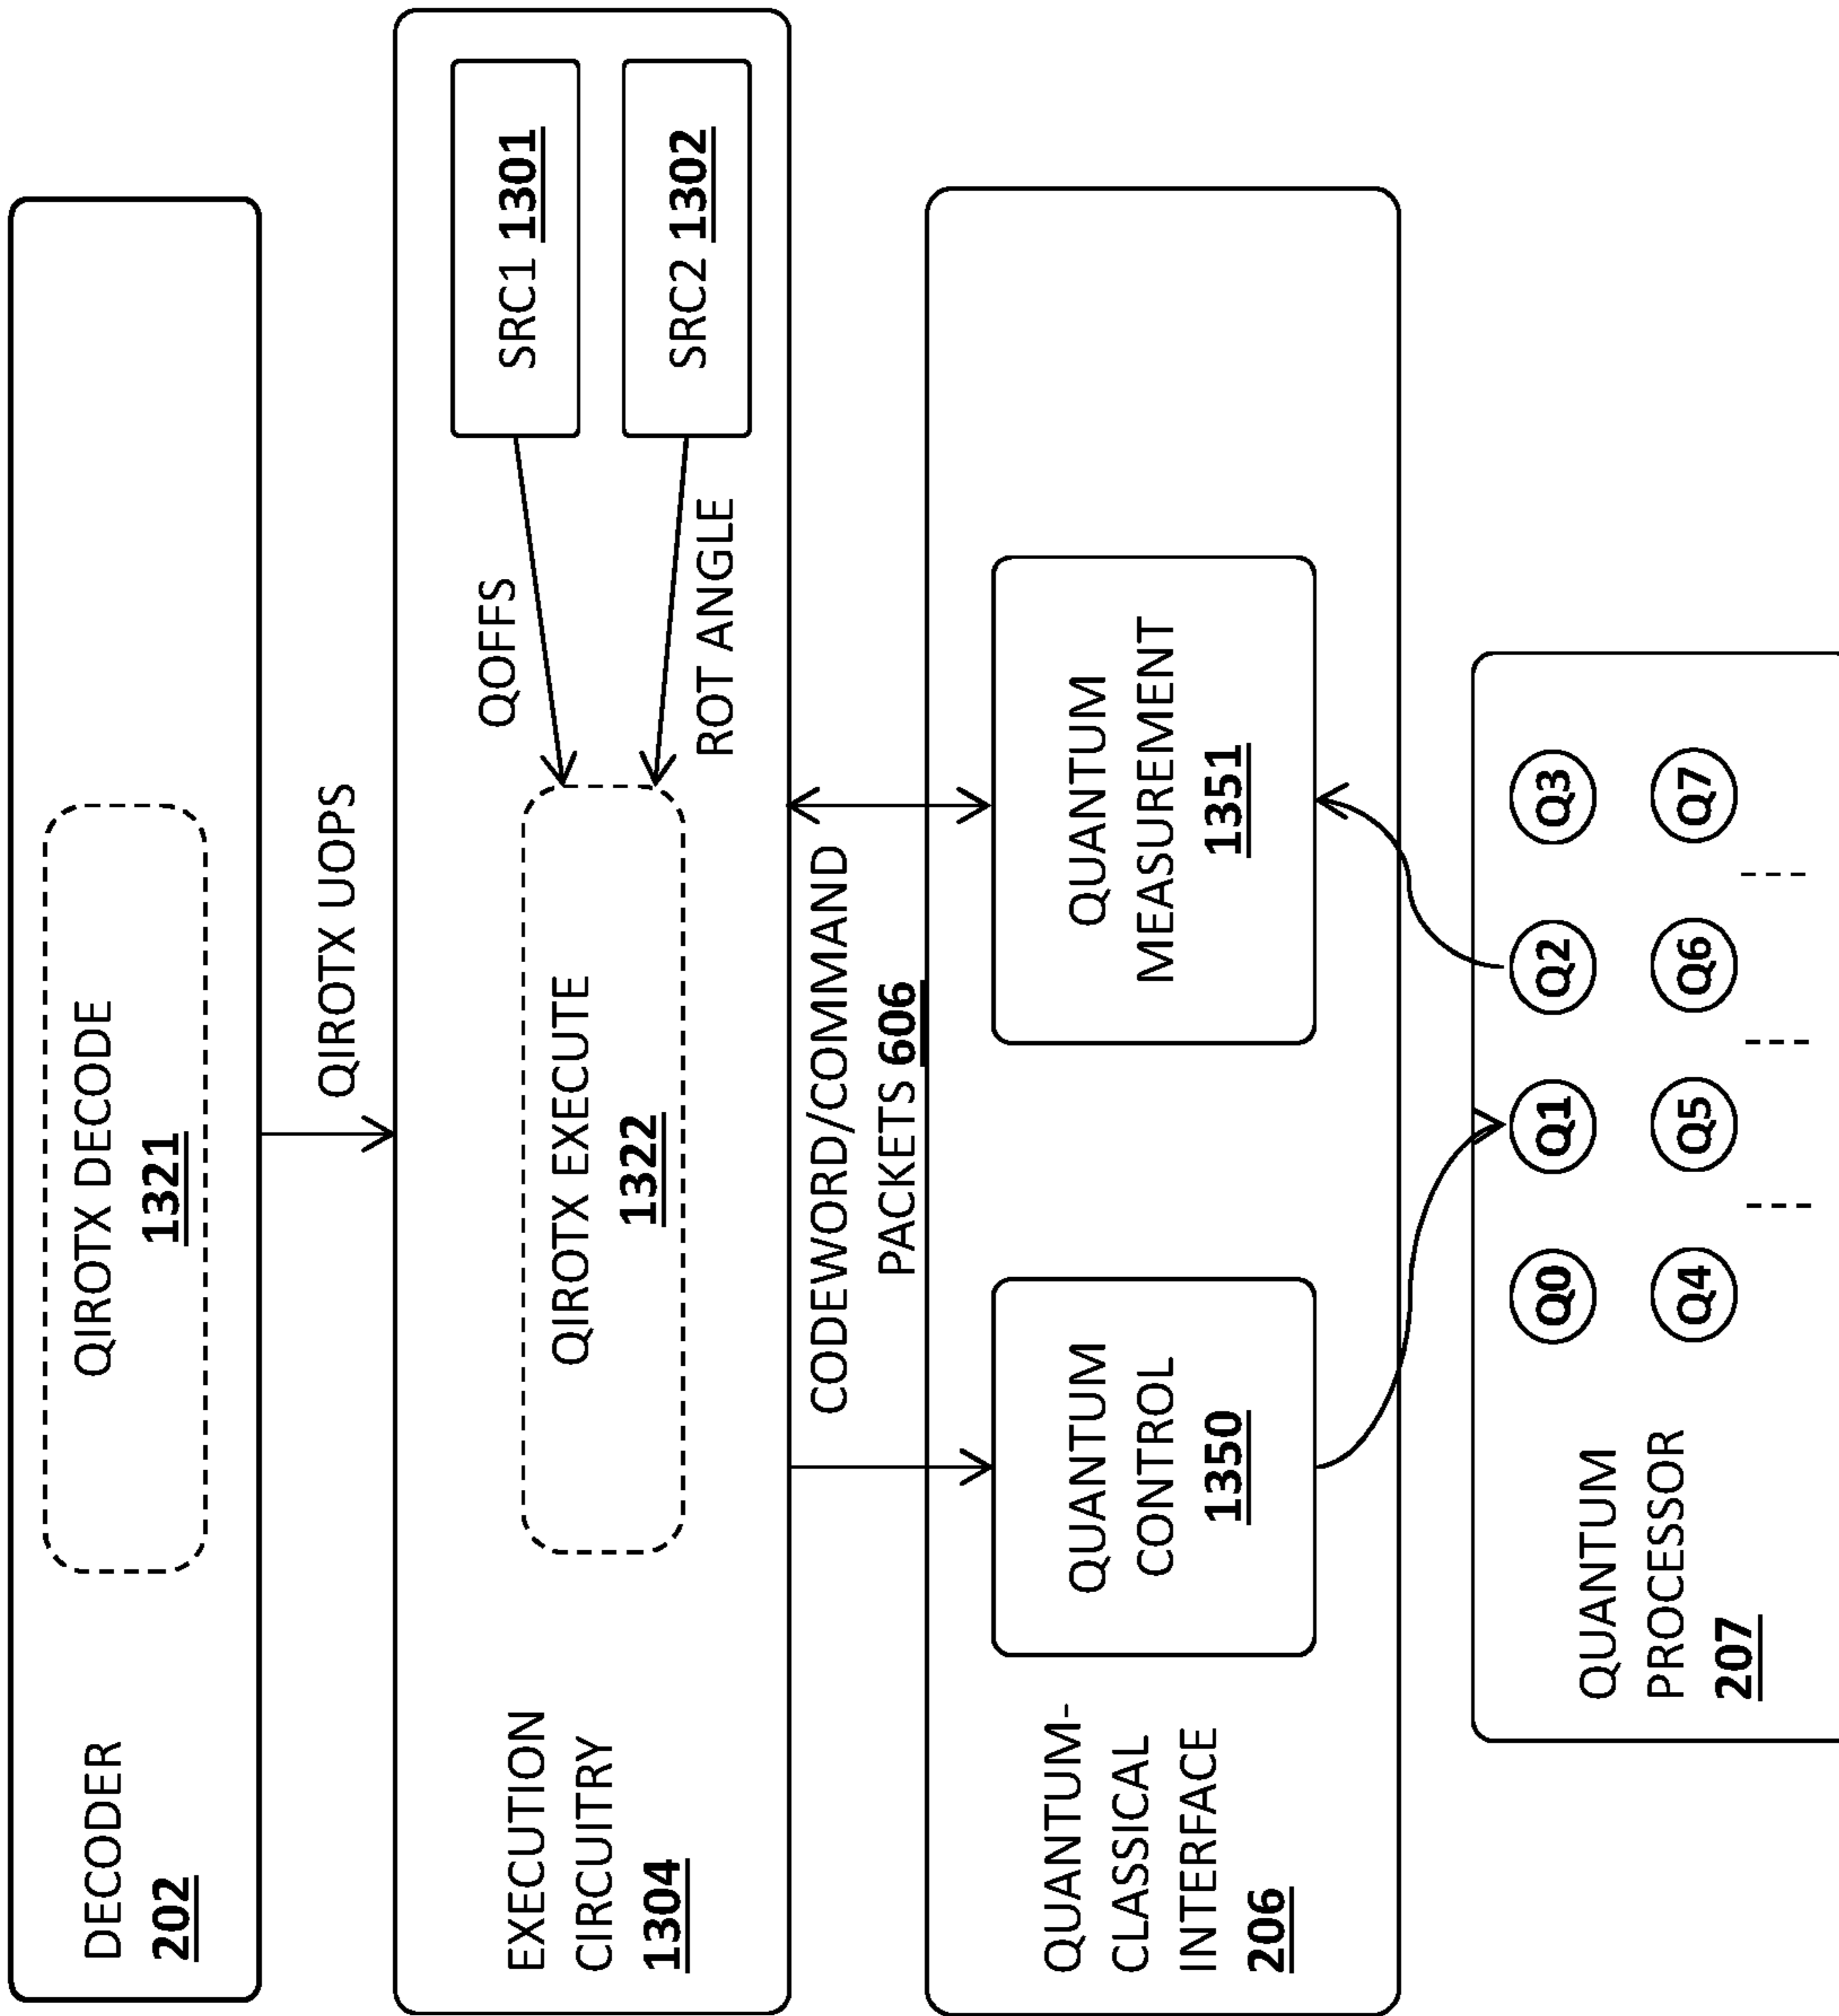 DECODER
202
QIROTX DECODE
1321
QIROTX UOPS
EXECUTION
CIRCUITRY
1304
QIROTX EXECUTE
1322
QOFFS
ROT ANGLE
SRC1 1301
SRC2 1302
CODEWORD/COMMAND
PACKETS 606
QUANTUM-
CLASSICAL
INTERFACE
206
QUANTUM
CONTROL
1350
QUANTUM
MEASUREMENT
1351
QUANTUM
PROCESSOR
207
Q0 Q1 Q2 Q3
Q4 Q5 Q6 Q7